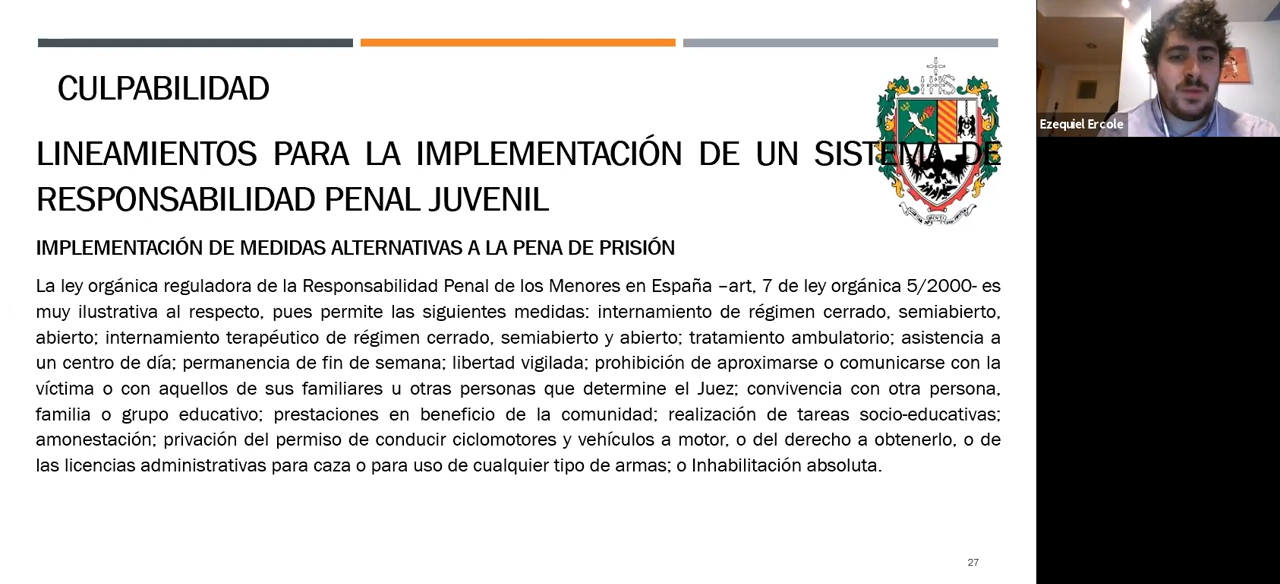 CULPABILIDAD
LINEAMIENTOS PARA LA IMPLEMENTACIÓN DE UN SISTEMA DE
RESPONSABILIDAD PENAL JUVENIL
IMPLEMENTACIÓN DE MEDIDAS ALTERNATIVAS A LA PENA DE PRISIÓN
La ley orgánica reguladora de la Responsabilidad Penal de los Menores en España –art, 7 de ley orgánica 5/2000- es
muy ilustrativa al respecto, pues permite las siguientes medidas: internamiento de régimen cerrado, semiabierto,
abierto; internamiento terapéutico de régimen cerrado, semiabierto y abierto; tratamiento ambulatorio; asistencia a
un centro de día; permanencia de fin de semana; libertad vigilada; prohibición de aproximarse o comunicarse con la
víctima o con aquellos de sus familiares u otras personas que determine el Juez; convivencia con otra persona,
familia o grupo educativo; prestaciones en beneficio de la comunidad; realización de tareas socio-educativas;
amonestación; privación del permiso de conducir ciclomotores y vehículos a motor, o del derecho a obtenerlo, o de
las licencias administrativas para caza o para uso de cualquier tipo de armas; o Inhabilitación absoluta.
27
IHS
Ezequiel Ercole